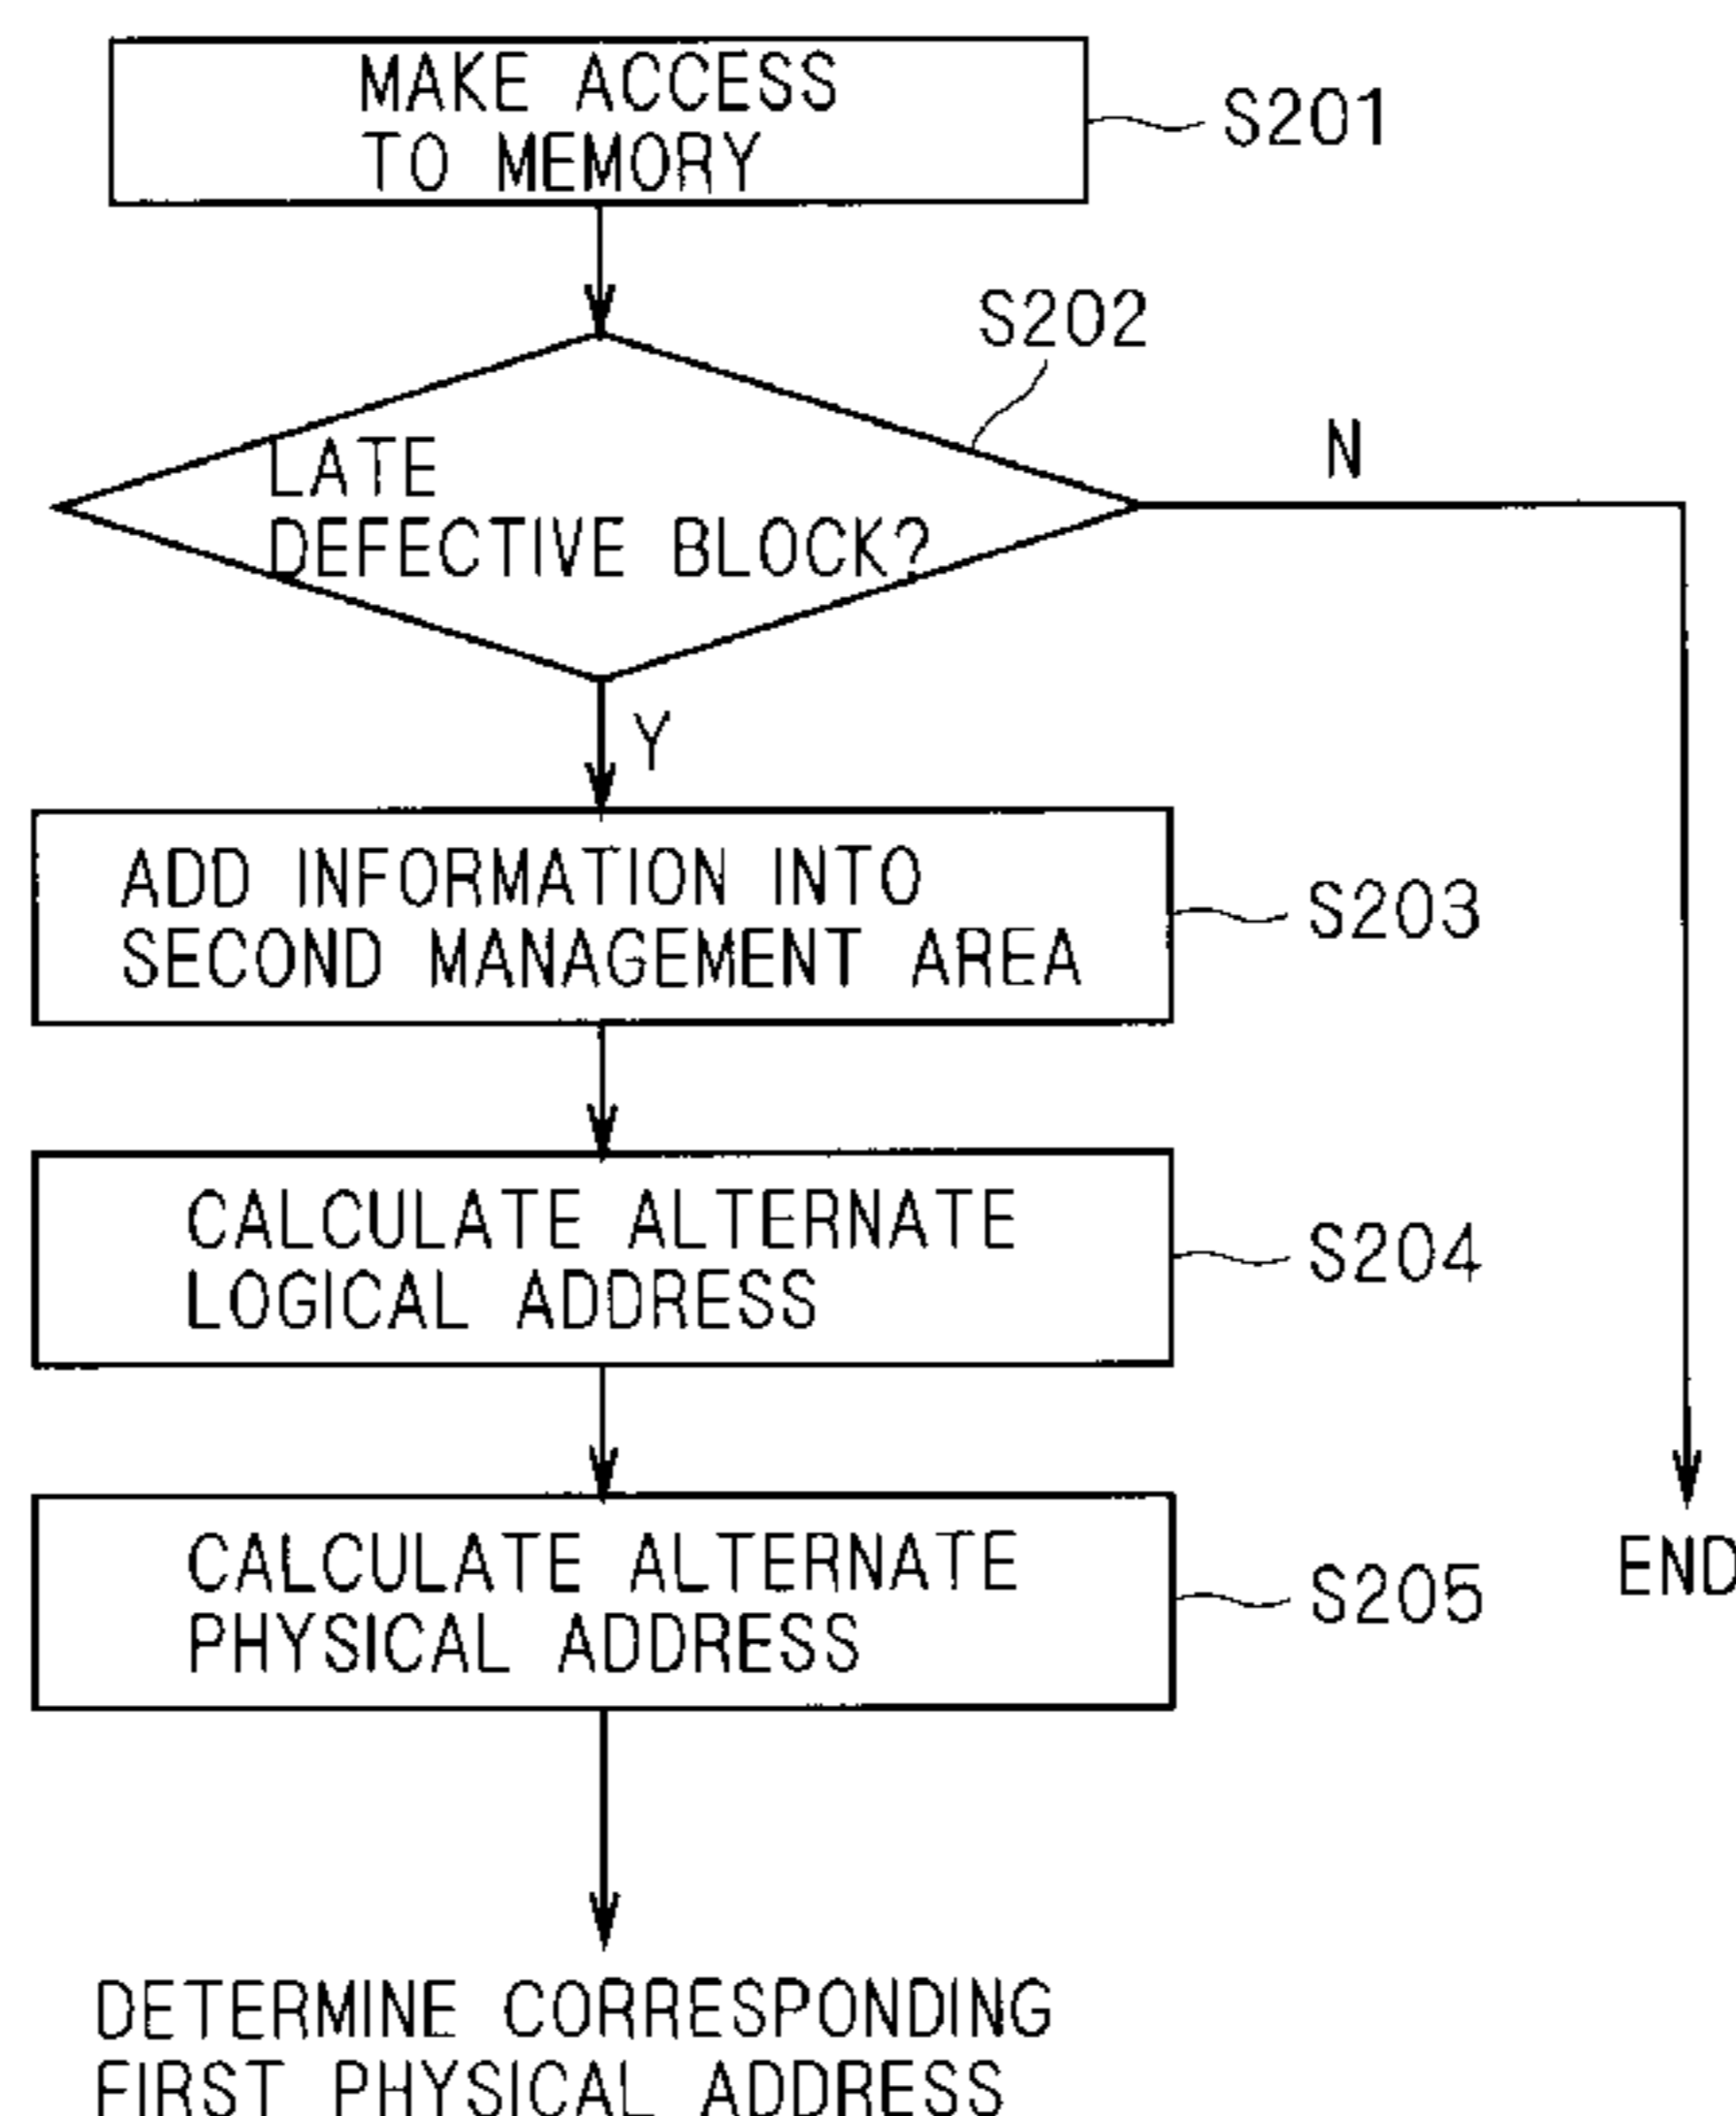 MAKE ACCESS
TO MEMORY
S201
S202
LATE
DEFECTIVE BLOCK?
N
Y
ADD INFORMATION INTO
SECOND MANAGEMENT AREA
S203
CALCULATE ALTERNATE
LOGICAL ADDRESS
S204
CALCULATE ALTERNATE
PHYSICAL ADDRESS
S205
END
DETERMINE CORRESPONDING
FIRST PHYSICAL ADDRESS